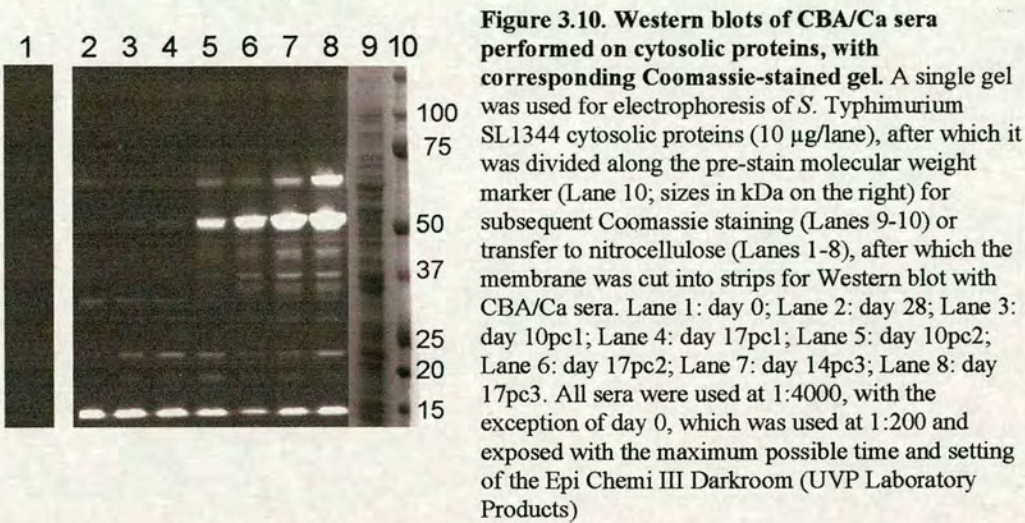 1 2 3 4 5 6 7 8 9 10
100
75
50
37
25
20
15
Figure 3.10. Western blots of CBA/Ca sera
performed on cytosolic proteins, with
corresponding Coomassie-stained gel. A single gel
was used for electrophoresis of S. Typhimurium
SL1344 cytosolic proteins (10 µg/lane), after which it
was divided along the pre-stain molecular weight
marker (Lane 10; sizes in kDa on the right) for
subsequent Coomassie staining (Lanes 9-10) or
transfer to nitrocellulose (Lanes 1-8), after which the
membrane was cut into strips for Western blot with
CBA/Ca sera. Lane 1: day 0; Lane 2: day 28; Lane 3:
day 10pc1; Lane 4: day 17pc1; Lane 5: day 10pc2;
Lane 6: day 17pc2; Lane 7: day 14pc3; Lane 8: day
17pc3. All sera were used at 1:4000, with the
exception of day 0, which was used at 1:200 and
exposed with the maximum possible time and setting
of the Epi Chemi III Darkroom (UVP Laboratory
Products)